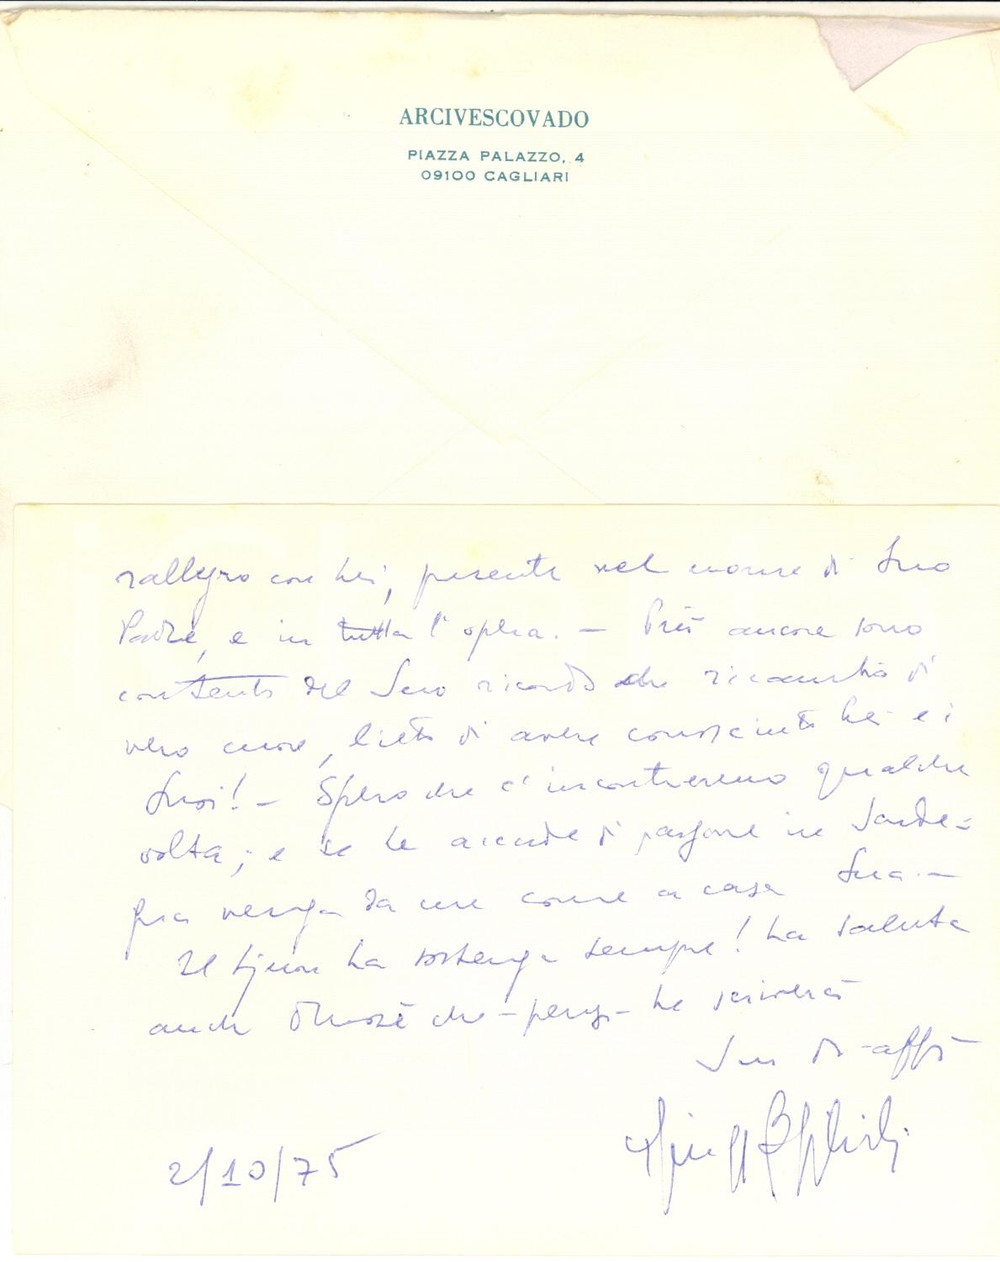 ARCIVESCOVADO
PIAZZA PALAZZO, 4
09100 CAGLIARI
rallegro con Lei, presente nel nome di Suo
Padre, e in tutta l'opera. — Più ancora sono
contento del Suo ricordo che ricambio di
vero cuore, lieto di avere conosciuto Lei e i
Suoi! — Spero che c'incontreremo qualche
volta; e se Le accade di passare in Sarde=
gna venga da me come a casa Sua. —
Il Signore La sostenga sempre! La saluta
anche che - penso - Le scriverà
Suo aff
2/10/75